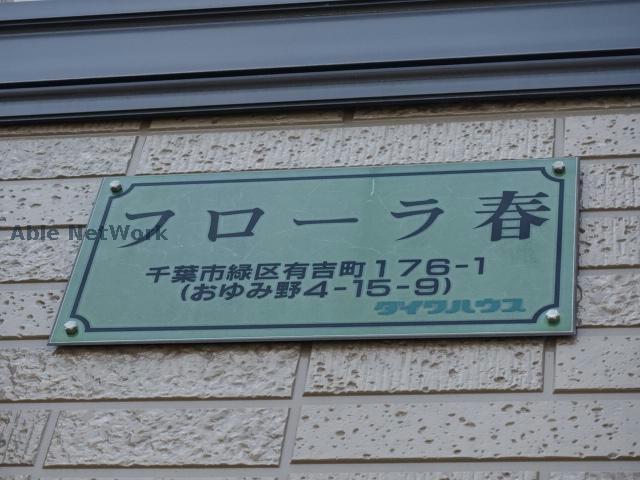 フローラ春
Able NetWork
千葉市緑区有吉町176-1
(おゆみ野4-15-9)
ダイワハウス